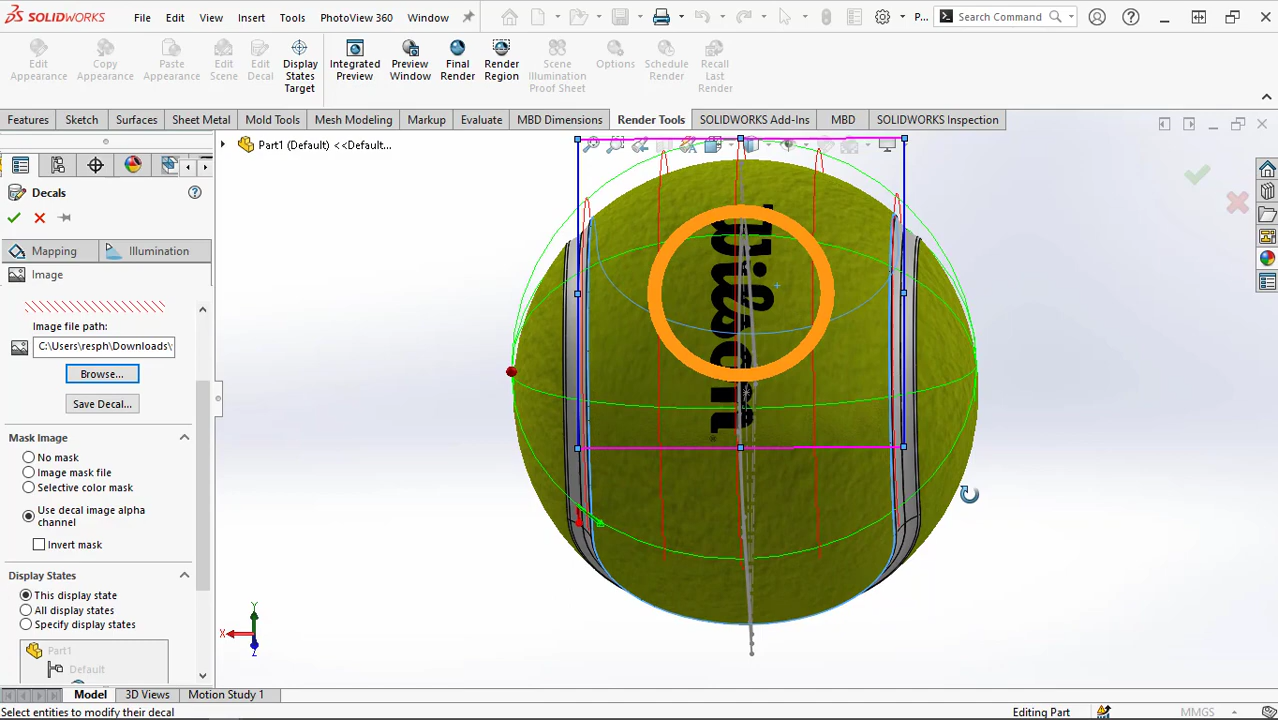 SOLIDWORKS File Edit View Insert Tools PhotoView 360 Window P... Search Command
Edit Appearance
Copy Appearance
Paste Appearance
Edit Scene
Edit Decal
Display States Target
Integrated Preview
Preview Window
Final Render
Render Region
Scene Illumination Proof Sheet
Options
Schedule Render
Recall Last Render
Features Sketch Surfaces Sheet Metal Mold Tools Mesh Modeling Markup Evaluate MBD Dimensions Render Tools SOLIDWORKS Add-Ins MBD SOLIDWORKS Inspection
Part1 (Default) <<Default...
Decals
Mapping Illumination
Image
Image file path:
C:\Users\resph\Downloads\
Browse...
Save Decal...
Mask Image
No mask
Image mask file
Selective color mask
Use decal image alpha
channel
Invert mask
Display States
This display state
All display states
Specify display states
Part1
Default
Wilson
®
Y
X
Z
Model 3D Views Motion Study 1
Select entities to modify their decal Editing Part MMGS